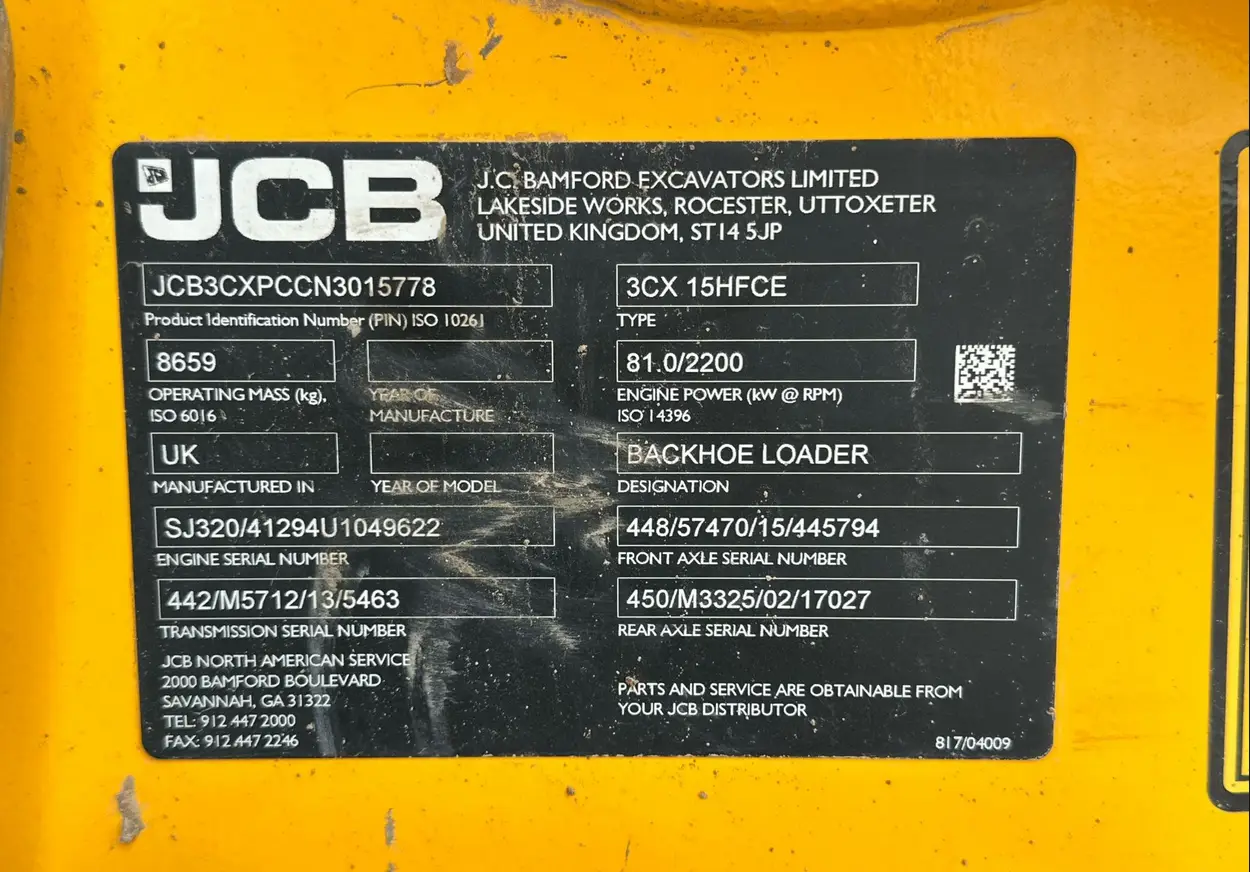 JCB
J.C. BAMFORD EXCAVATORS LIMITED
LAKESIDE WORKS, ROCESTER, UTTOXETER
UNITED KINGDOM, ST14 5JP
JCB3CXPCCN3015778
Product Identification Number (PIN) ISO 10261
3CX 15HFCE
TYPE
8659
OPERATING MASS (kg),
ISO 6016
YEAR OF
MANUFACTURE
81.0/2200
ENGINE POWER (kW @ RPM)
ISO 14396
UK
MANUFACTURED IN
YEAR OF MODEL
BACKHOE LOADER
DESIGNATION
SJ320/41294U1049622
ENGINE SERIAL NUMBER
448/57470/15/445794
FRONT AXLE SERIAL NUMBER
442/M5712/13/5463
TRANSMISSION SERIAL NUMBER
450/M3325/02/17027
REAR AXLE SERIAL NUMBER
JCB NORTH AMERICAN SERVICE
2000 BAMFORD BOULEVARD
SAVANNAH, GA 31322
TEL: 912 447 2000
FAX: 912 447 2246
PARTS AND SERVICE ARE OBTAINABLE FROM
YOUR JCB DISTRIBUTOR
817/04009